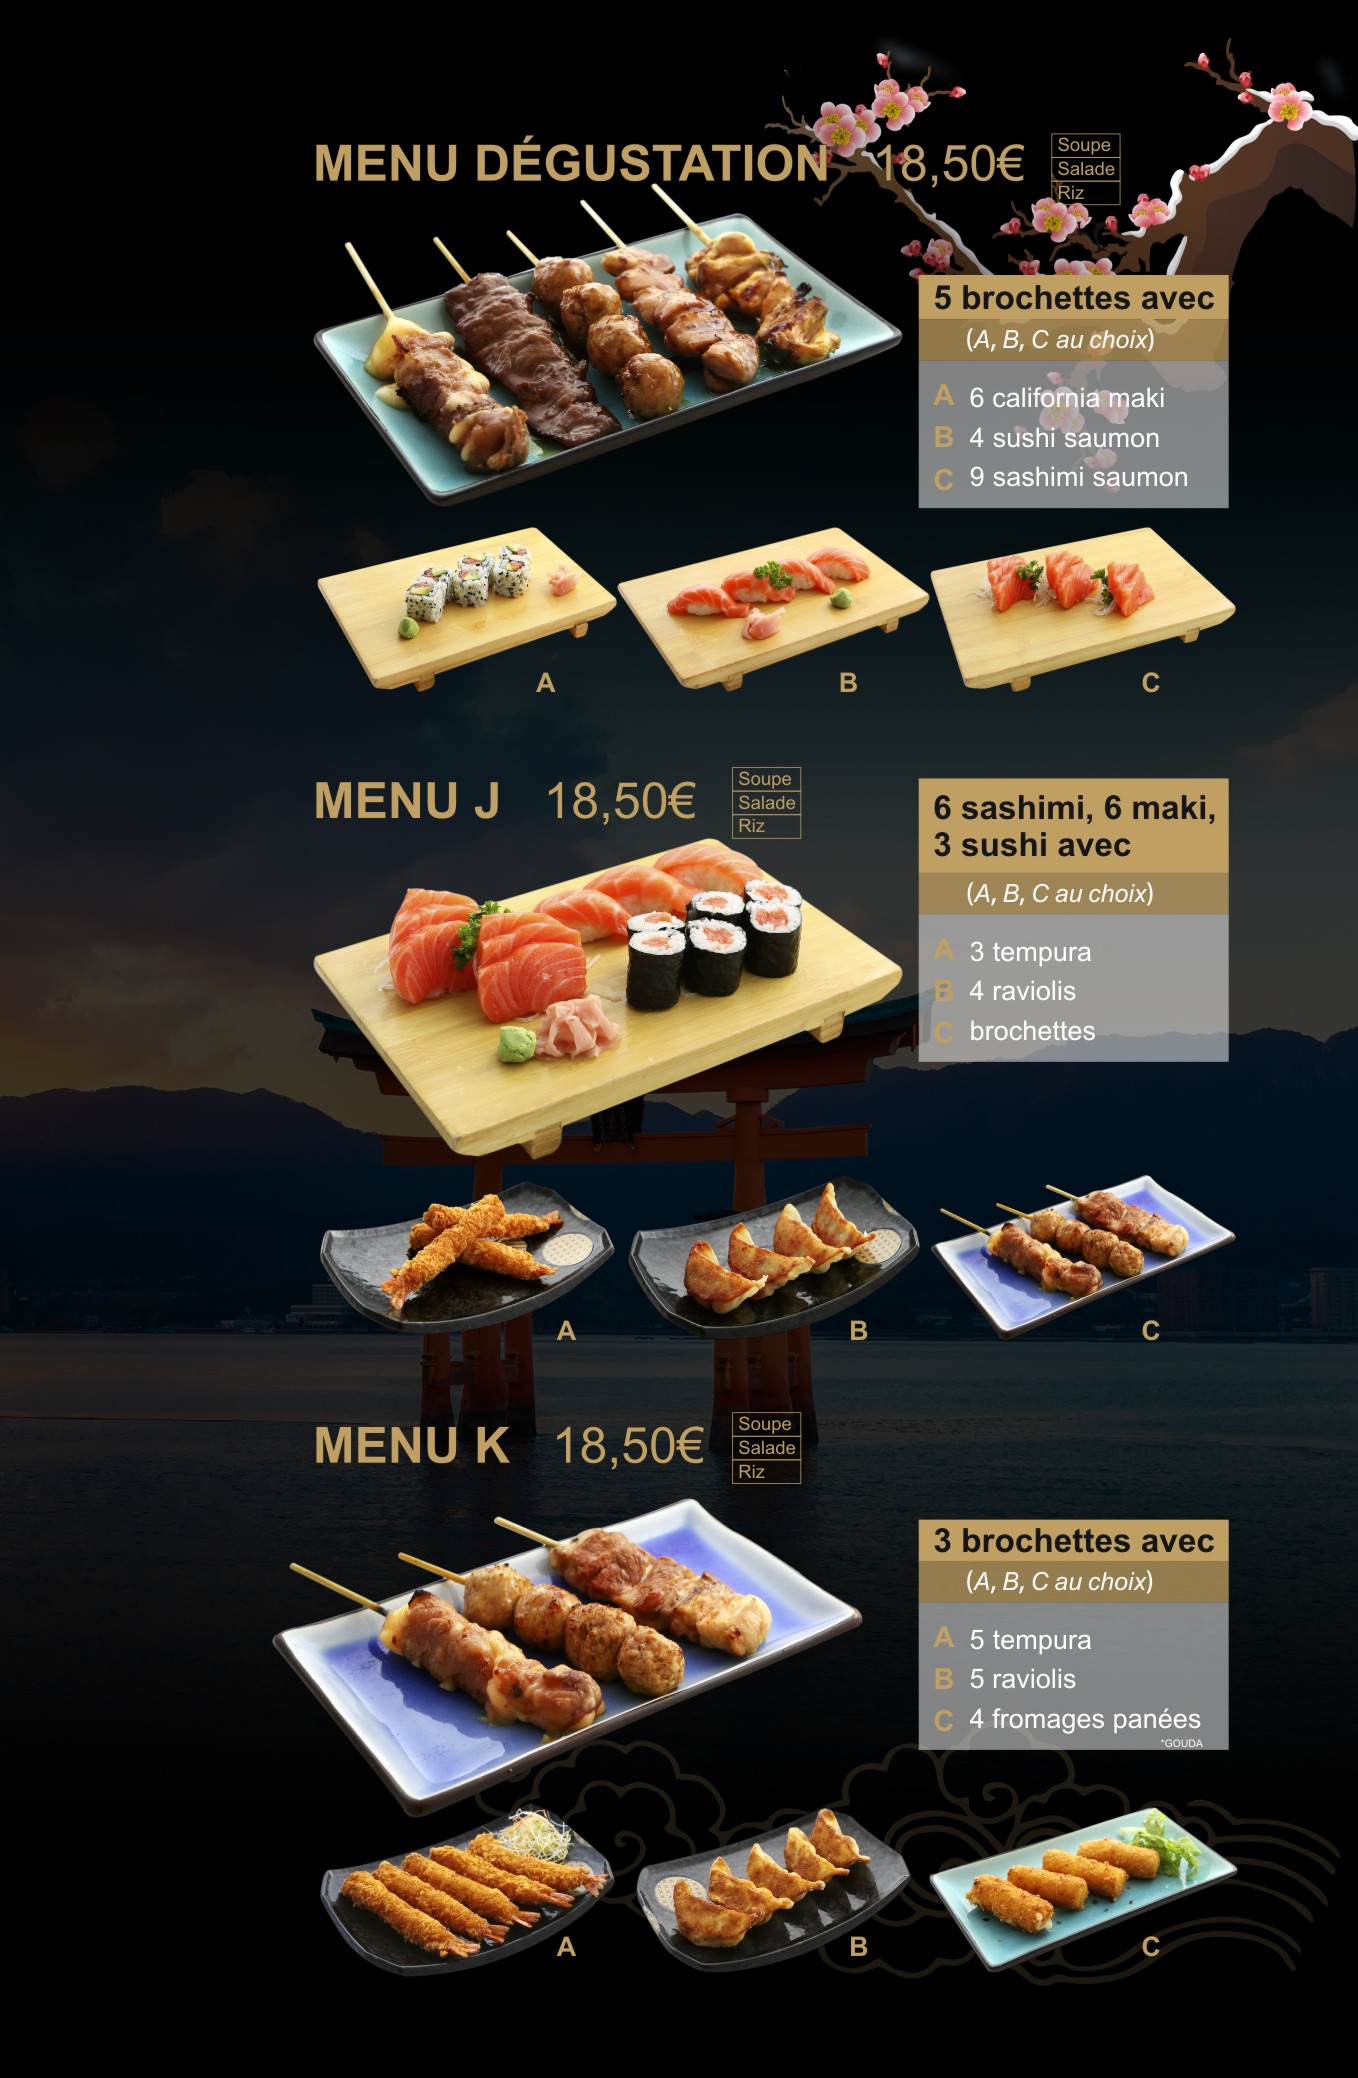 MENU DÉGUSTATION 18,50€
Soupe
Salade
Riz
5 brochettes avec
(A, B, C au choix)
A 6 california maki
B 4 sushi saumon
C 9 sashimi saumon
A
B
C
MENU J 18,50€
Soupe
Salade
Riz
6 sashimi, 6 maki,
3 sushi avec
(A, B, C au choix)
A 3 tempura
B 4 raviolis
C brochettes
A
B
C
MENU K 18,50€
Soupe
Salade
Riz
3 brochettes avec
(A, B, C au choix)
A 5 tempura
B 5 raviolis
C 4 fromages panées
*GOUDA
A
B
C